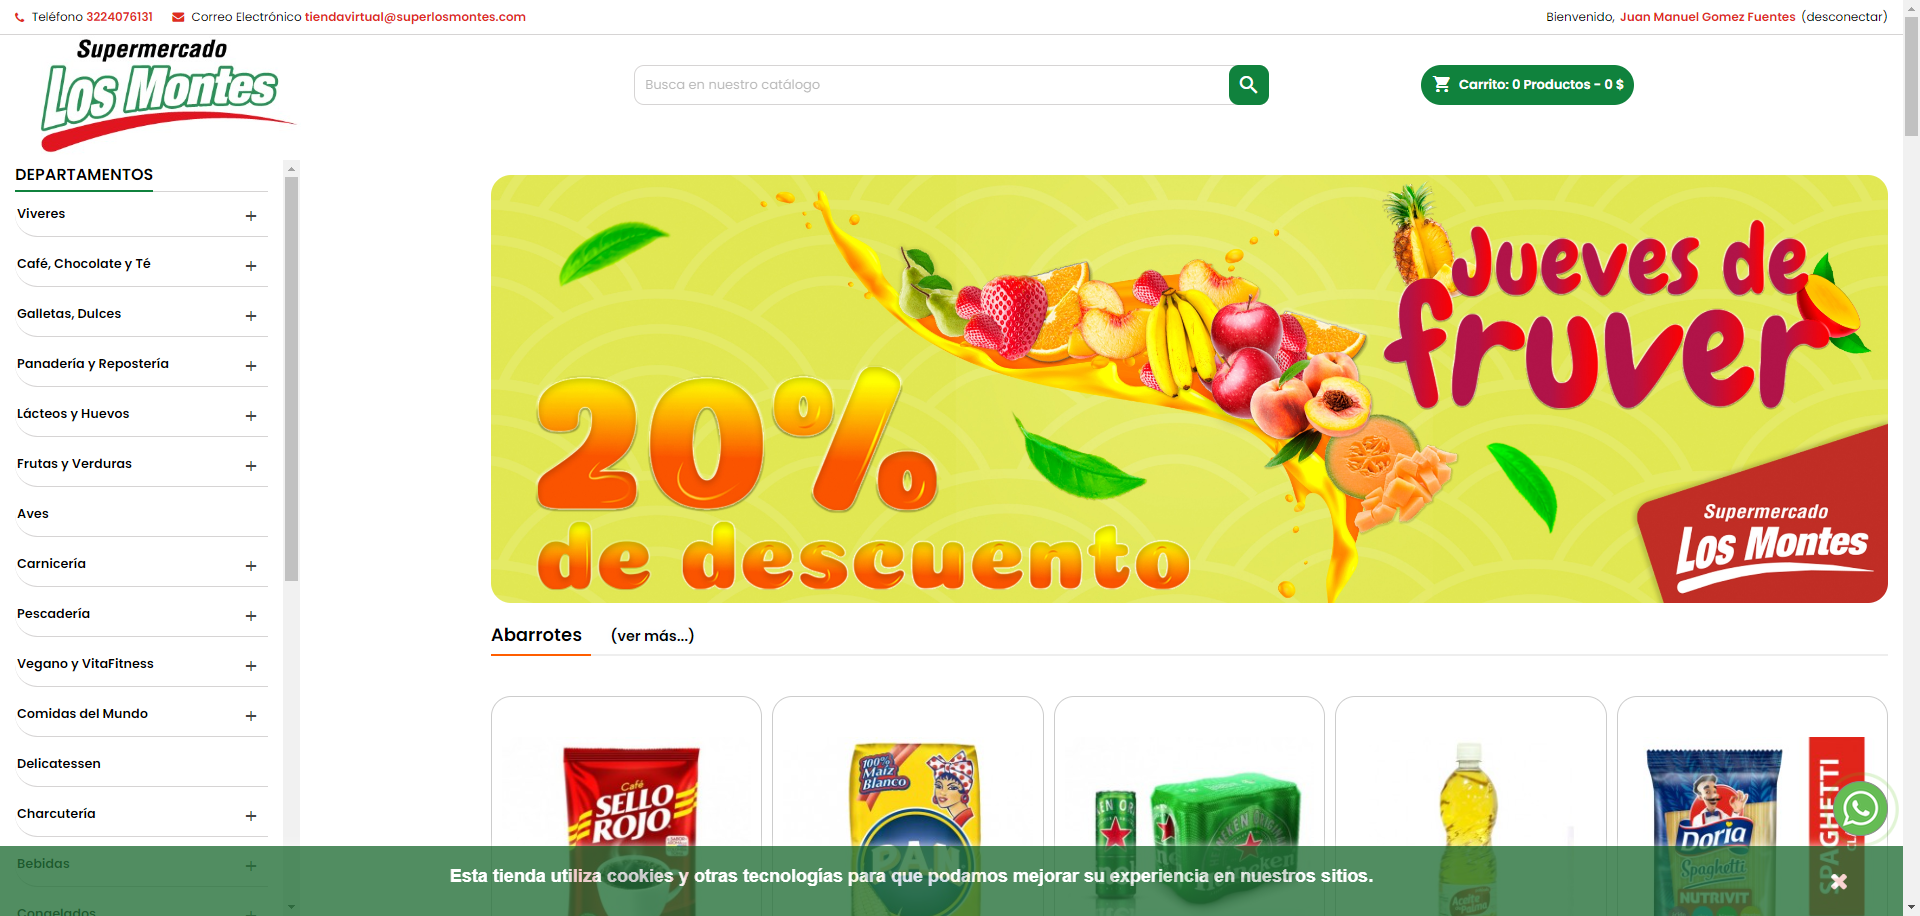 Teléfono 3224076131 Correo Electrónico tiendavirtual@superlosmontes.com Bienvenido, Juan Manuel Gomez Fuentes (desconectar)
Supermercado
Los Montes
Busca en nuestro catálogo
Carrito: 0 Productos - 0 $
DEPARTAMENTOS
Viveres
Café, Chocolate y Té
Galletas, Dulces
Panadería y Repostería
Lácteos y Huevos
Frutas y Verduras
Aves
Carnicería
Pescadería
Vegano y VitaFitness
Comidas del Mundo
Delicatessen
Charcutería
Bebidas
Congelados
Jueves de
fruver
20%
de descuento
Supermercado
Los Montes
Abarrotes (ver más...)
Café
SELLO
ROJO
100%
Maíz
Blanco
PAN
Heineken
Doria
Spaghetti
NUTRIVIT
SPAGHETTI
Esta tienda utiliza cookies y otras tecnologías para que podamos mejorar su experiencia en nuestros sitios.